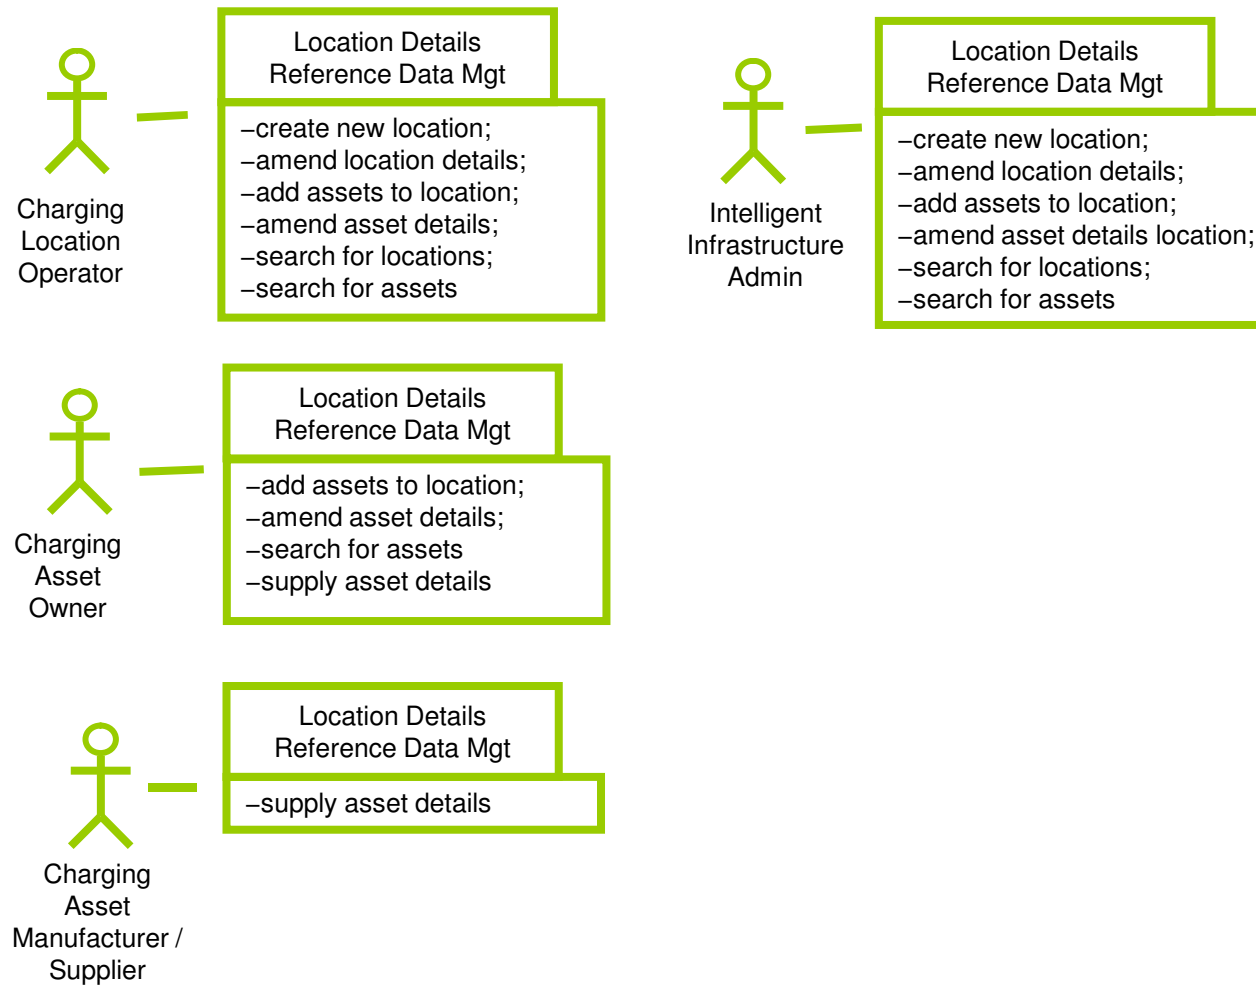 Location Details
Reference Data Mgt
–create new location;
–amend location details;
–add assets to location;
–amend asset details;
–search for locations;
–search for assets
Charging
Location
Operator
Location Details
Reference Data Mgt
–create new location;
–amend location details;
–add assets to location;
–amend asset details location;
–search for locations;
–search for assets
Intelligent
Infrastructure
Admin
Location Details
Reference Data Mgt
–add assets to location;
–amend asset details;
–search for assets
–supply asset details
Charging
Asset
Owner
Location Details
Reference Data Mgt
–supply asset details
Charging
Asset
Manufacturer /
Supplier